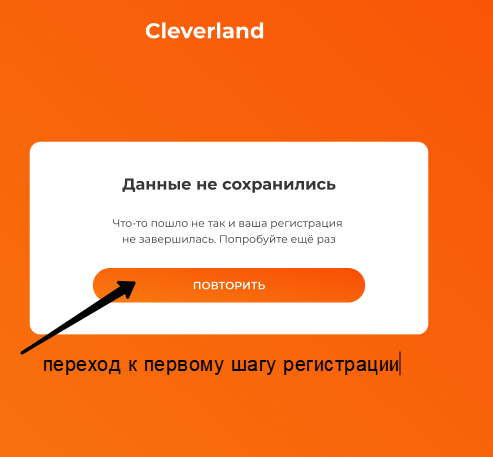 Cleverland
Данные не сохранились
Что-то пошло не так и ваша регистрация
не завершилась. Попробуйте ещё раз
ПОВТОРИТЬ
переход к первому шагу регистрации